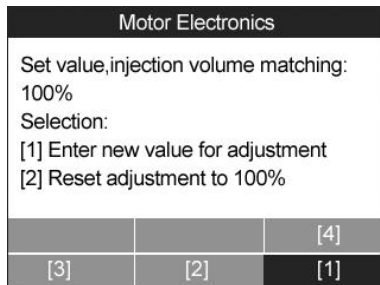 Motor Electronics
Set value,injection volume matching:
100%
Selection:
[1] Enter new value for adjustment
[2] Reset adjustment to 100%
[4]
[3] [2] [1]